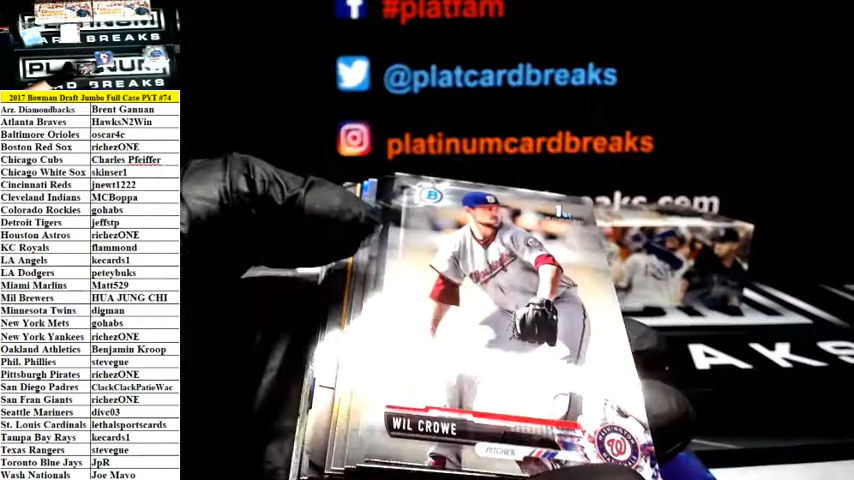 #platfam
@platcardbreaks
platinumcardbreaks
2017 Bowman Draft Jumbo Full Case PYT #74
Arz. Diamondbacks Brent Gannan
Atlanta Braves HawksN2Win
Baltimore Orioles oscar4c
Boston Red Sox richezONE
Chicago Cubs Charles Pfeiffer
Chicago White Sox skinser1
Cincinnati Reds jnewt1222
Cleveland Indians MCBoppa
Colorado Rockies gohabs
Detroit Tigers jeffstp
Houston Astros richezONE
KC Royals flammond
LA Angels kecards1
LA Dodgers peteybuks
Miami Marlins Matt529
Mil Brewers HUA JUNG CHI
Minnesota Twins digman
New York Mets gohabs
New York Yankees richezONE
Oakland Athletics Benjamin Kroop
Phil. Phillies stevegue
Pittsburgh Pirates richezONE
San Diego Padres ClackClackPatieWac
San Fran Giants richezONE
Seattle Mariners divc03
St. Louis Cardinals lethalsportscards
Tampa Bay Rays kecards1
Texas Rangers stevegue
Toronto Blue Jays JpR
Wash Nationals Joe Mayo
1st
Washington
WIL CROWE
PITCHER